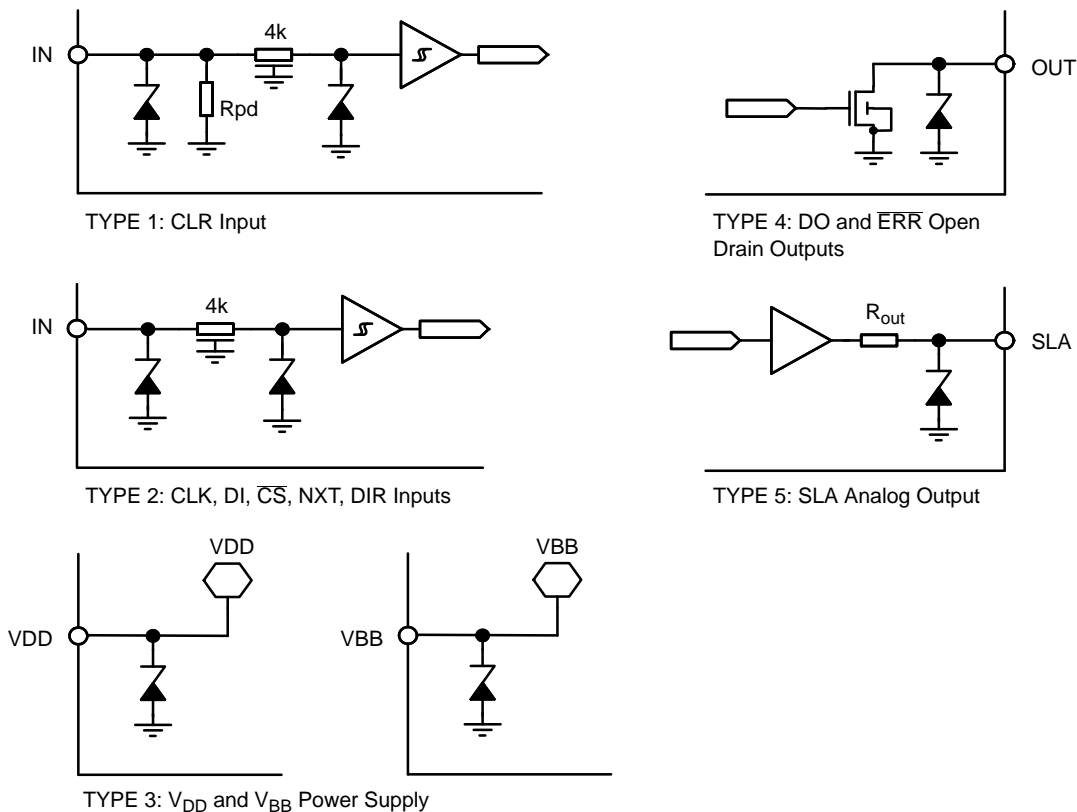 4k
IN
Rpd
TYPE 1: CLR Input
OUT
TYPE 4: DO and E̅R̅R̅ Open
Drain Outputs
4k
IN
TYPE 2: CLK, DI, C̅S̅, NXT, DIR Inputs
Rout
SLA
TYPE 5: SLA Analog Output
VDD
VDD
VBB
VBB
TYPE 3: VDD and VBB Power Supply